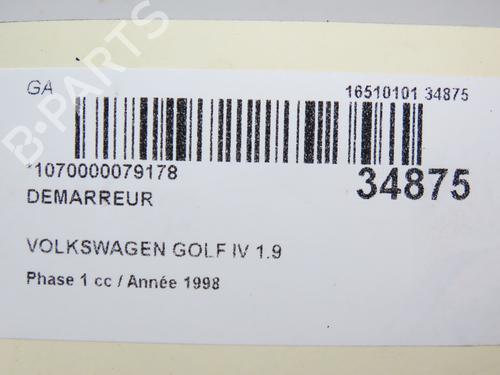 GA
16510101 34875
*1070000079178
34875
DEMARREUR
VOLKSWAGEN GOLF IV 1.9
Phase 1 cc / Année 1998
B-PARTS